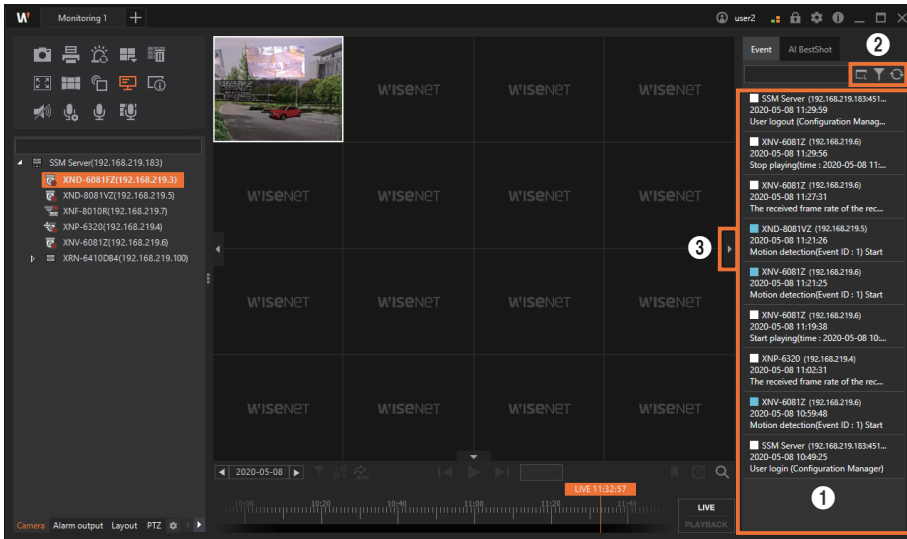 W Monitoring 1 +
user2
Event AI BestShot
2
SSM Server(192.168.219.183)
XND-6081FZ(192.168.219.3)
XND-8081VZ(192.168.219.5)
XNF-8010R(192.168.219.7)
XNP-6320(192.168.219.4)
XNV-6081Z(192.168.219.6)
XRN-6410DB4(192.168.219.100)
WISENET WISENET WISENET
WISENET WISENET WISENET WISENET
WISENET WISENET WISENET WISENET
WISENET WISENET WISENET WISENET
3
SSM Server (192.168.219.183:451...
2020-05-08 11:29:59
User logout (Configuration Manag...
XNV-6081Z (192.168.219.6)
2020-05-08 11:29:56
Stop playing(time : 2020-05-08 11:...
XNV-6081Z (192.168.219.6)
2020-05-08 11:27:31
The received frame rate of the rec...
XND-8081VZ (192.168.219.5)
2020-05-08 11:21:26
Motion detection(Event ID : 1) Start
XNV-6081Z (192.168.219.6)
2020-05-08 11:21:25
Motion detection(Event ID : 1) Start
XNV-6081Z (192.168.219.6)
2020-05-08 11:19:38
Start playing(time : 2020-05-08 10:...
XNP-6320 (192.168.219.4)
2020-05-08 11:02:31
The received frame rate of the rec...
XNV-6081Z (192.168.219.6)
2020-05-08 10:59:48
Motion detection(Event ID : 1) Start
SSM Server (192.168.219.183:451...
2020-05-08 10:49:25
User login (Configuration Manager)
1
2020-05-08
LIVE 11:32:57
10:00 10:20 10:40 11:00 11:20 11:40
LIVE
PLAYBACK
Camera Alarm output Layout PTZ